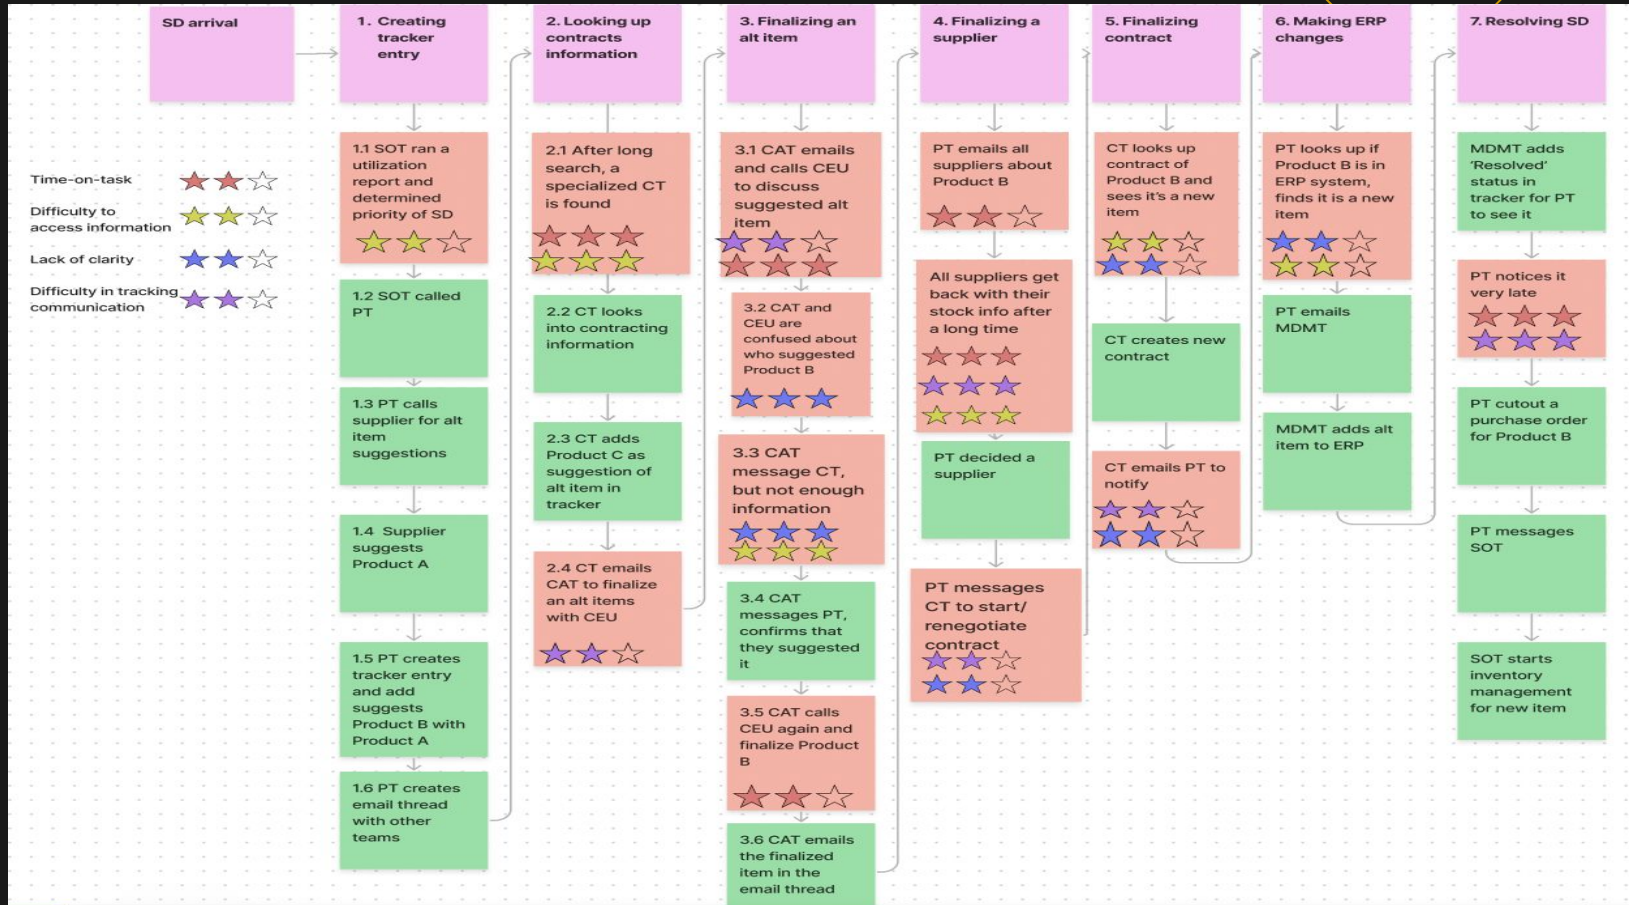 SD arrival
1. Creating
tracker
entry
2. Looking up
contracts
information
3. Finalizing an
alt item
4. Finalizing a
supplier
5. Finalizing
contract
6. Making ERP
changes
7. Resolving SD
Time-on-task
Difficulty to
access information
Lack of clarity
Difficulty in tracking
communication
1.1 SOT ran a
utilization
report and
determined
priority of SD
1.2 SOT called
PT
1.3 PT calls
supplier for alt
item
suggestions
1.4 Supplier
suggests
Product A
1.5 PT creates
tracker entry
and add
suggests
Product B with
Product A
1.6 PT creates
email thread
with other
teams
2.1 After long
search, a
specialized CT
is found
2.2 CT looks
into contracting
information
2.3 CT adds
Product C as
suggestion of
alt item in
tracker
2.4 CT emails
CAT to finalize
an alt items
with CEU
3.1 CAT emails
and calls CEU
to discuss
suggested alt
item
3.2 CAT and
CEU are
confused about
who suggested
Product B
3.3 CAT
message CT,
but not enough
information
3.4 CAT
messages PT,
confirms that
they suggested
it
3.5 CAT calls
CEU again and
finalize Product
B
3.6 CAT emails
the finalized
item in the
email thread
PT emails all
suppliers about
Product B
All suppliers get
back with their
stock info after
a long time
PT decided a
supplier
PT messages
CT to start/
renegotiate
contract
CT looks up
contract of
Product B and
sees it's a new
item
CT creates new
contract
CT emails PT to
notify
PT looks up if
Product B is in
ERP system,
finds it is a new
item
PT emails
MDMT
MDMT adds alt
item to ERP
MDMT adds
'Resolved'
status in
tracker for PT
to see it
PT notices it
very late
PT cutout a
purchase order
for Product B
PT messages
SOT
SOT starts
inventory
management
for new item